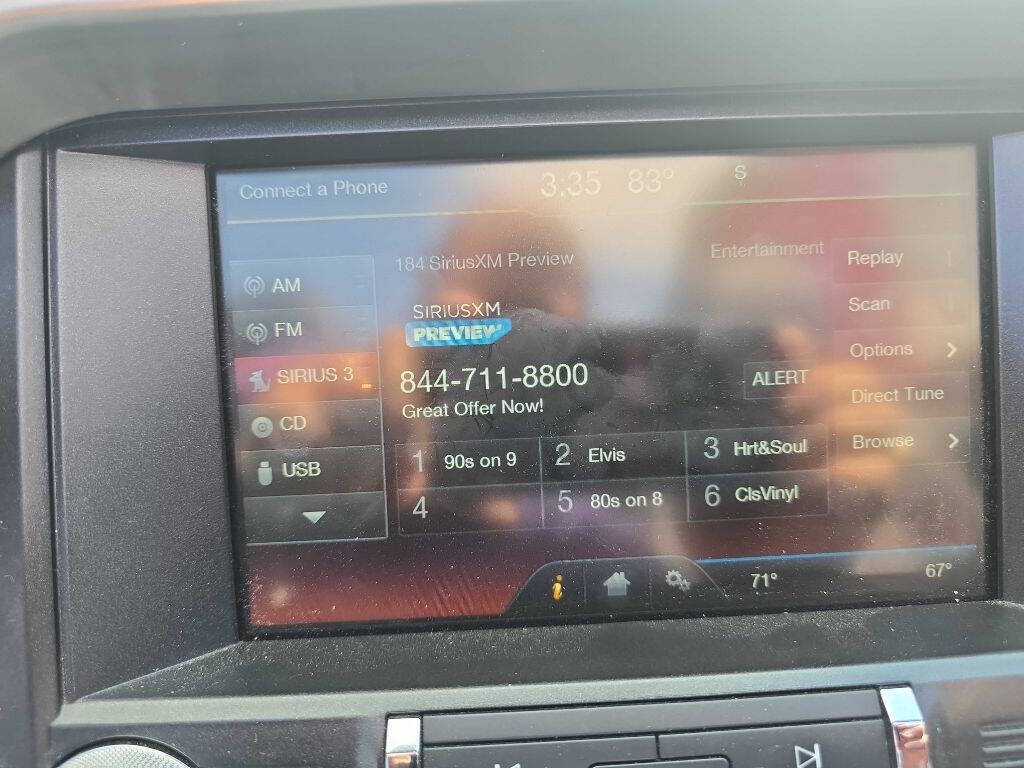 Connect a Phone 3:35 83° S
184 SiriusXM Preview Entertainment
AM
FM
SIRIUS 3
CD
USB
SIRIUSXM
PREVIEW
844-711-8800
Great Offer Now!
ALERT
1 90s on 9
2 Elvis
3 Hrt&Soul
4
5 80s on 8
6 ClsVinyl
Replay
Scan
Options
Direct Tune
Browse
i
71° 67°